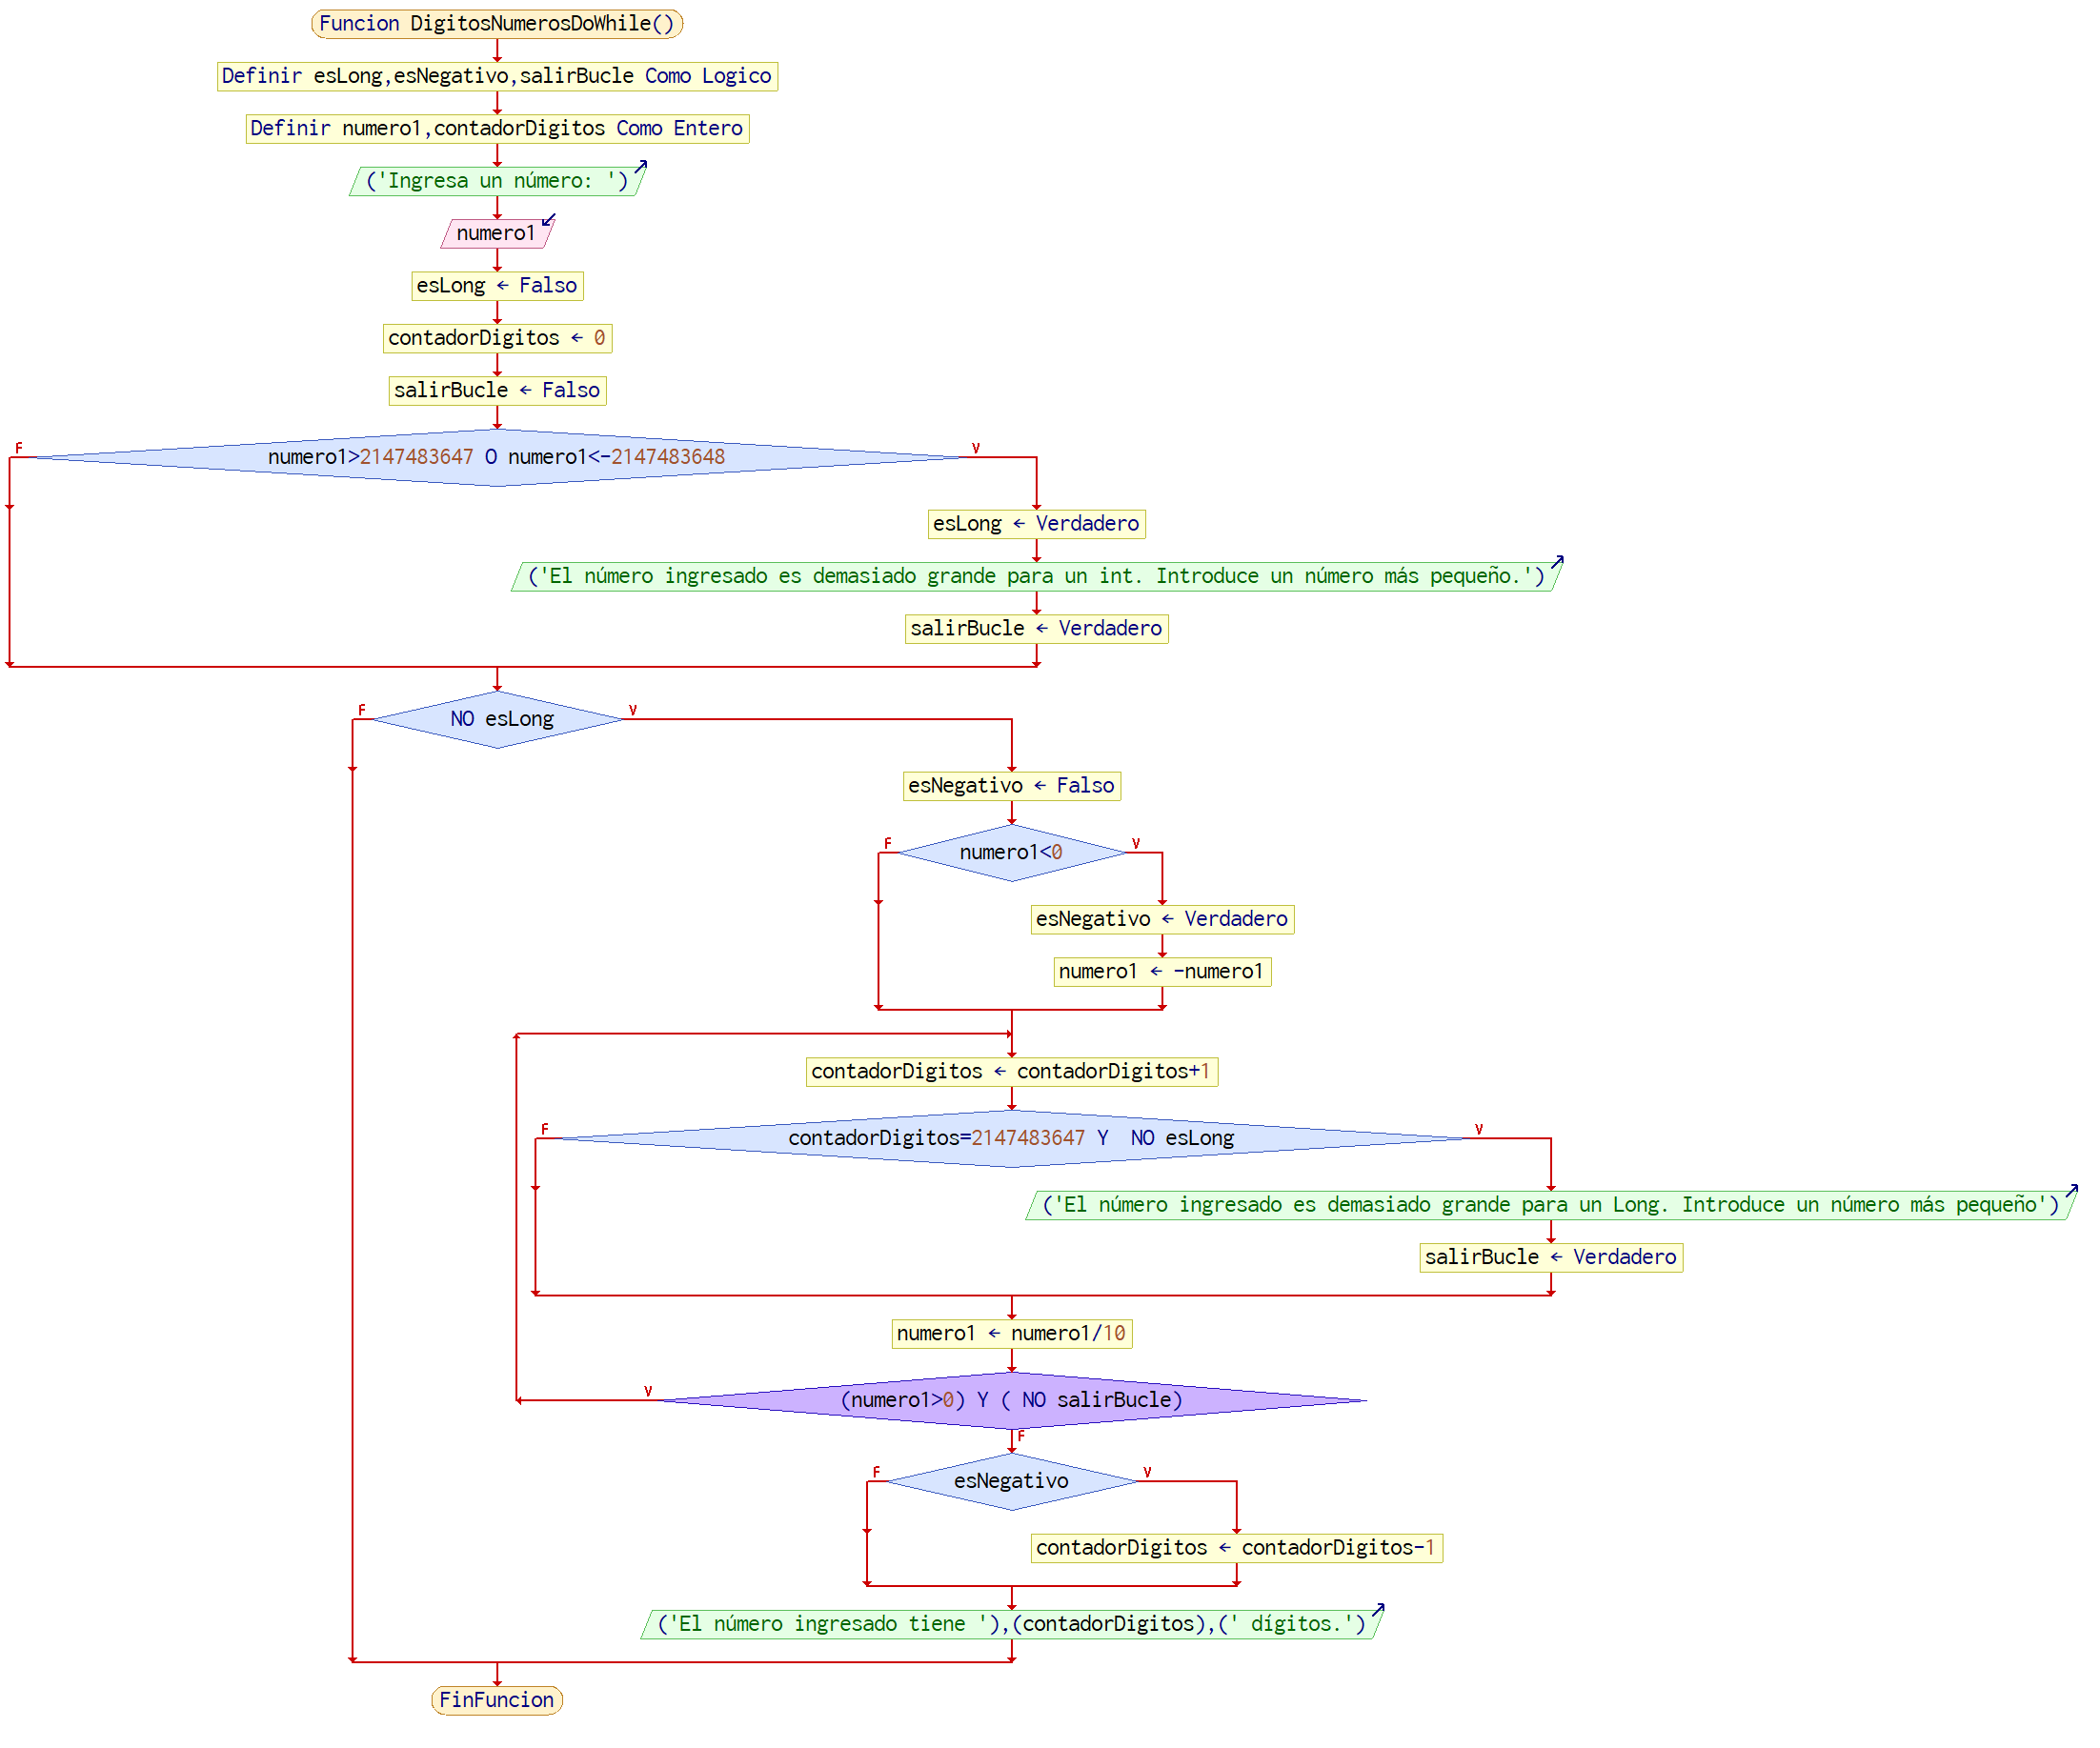 Funcion DigitosNumerosDoWhile()
Definir esLong,esNegativo,salirBucle Como Logico
Definir numero1,contadorDigitos Como Entero
('Ingresa un número: ')
numero1
esLong ← Falso
contadorDigitos ← 0
salirBucle ← Falso
F
V
numero1>2147483647 O numero1<-2147483648
esLong ← Verdadero
('El número ingresado es demasiado grande para un int. Introduce un número más pequeño.')
salirBucle ← Verdadero
F
V
NO esLong
esNegativo ← Falso
F
V
numero1<0
esNegativo ← Verdadero
numero1 ← -numero1
contadorDigitos ← contadorDigitos+1
F
V
contadorDigitos=2147483647 Y  NO esLong
('El número ingresado es demasiado grande para un Long. Introduce un número más pequeño')
salirBucle ← Verdadero
numero1 ← numero1/10
V
(numero1>0) Y ( NO salirBucle)
F
F
V
esNegativo
contadorDigitos ← contadorDigitos-1
('El número ingresado tiene '),(contadorDigitos),(' dígitos.')
FinFuncion